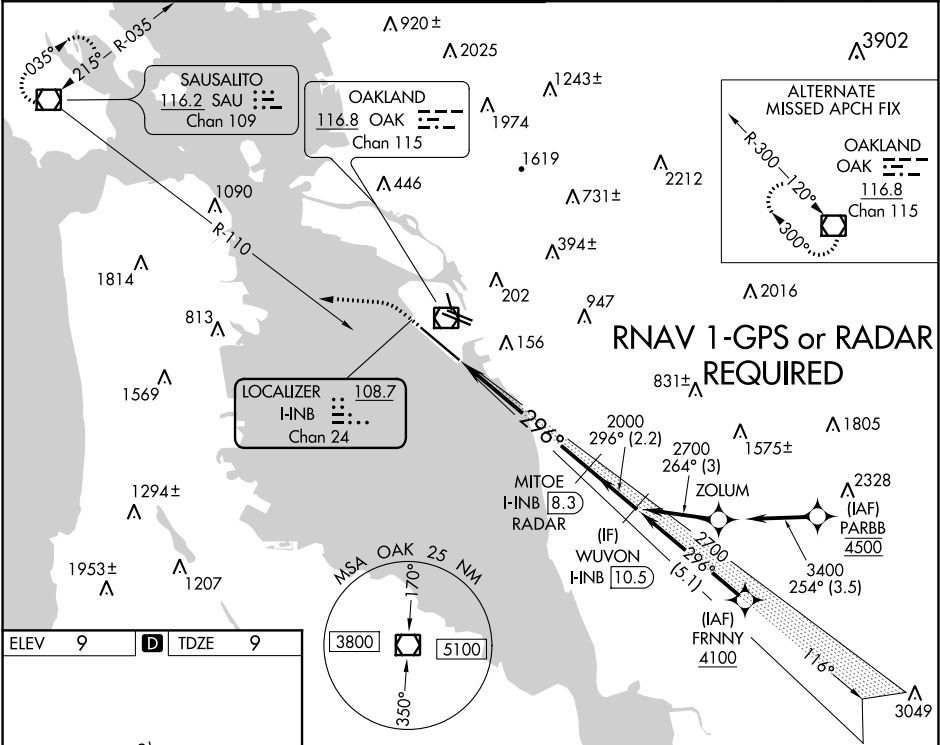 920±
2025
3902
035°
215°
R-035
SAUSALITO
116.2 SAU
Chan 109
OAKLAND
116.8 OAK
Chan 115
1243±
1974
1619
446
731±
2212
ALTERNATE
MISSED APCH FIX
R-300
120°
300°
OAKLAND
OAK
116.8
Chan 115
1090
R-110
1814
813
1569
394±
202
947
156
2016
RNAV 1-GPS or RADAR
REQUIRED
LOCALIZER 108.7
I-INB
Chan 24
831±
296°
2000
296° (2.2)
2700
264° (3)
1575±
1805
2328
MITOE
I-INB 8.3
RADAR
ZOLUM
(IAF)
PARBB
4500
3400
254° (3.5)
(IF)
WUVON
I-INB 10.5
2700
296°
(5.1)
(IAF)
FRNNY
4100
116°
3049
1294±
1953±
1207
MSA OAK 25 NM
170°
3800
5100
350°
ELEV 9 D TDZE 9